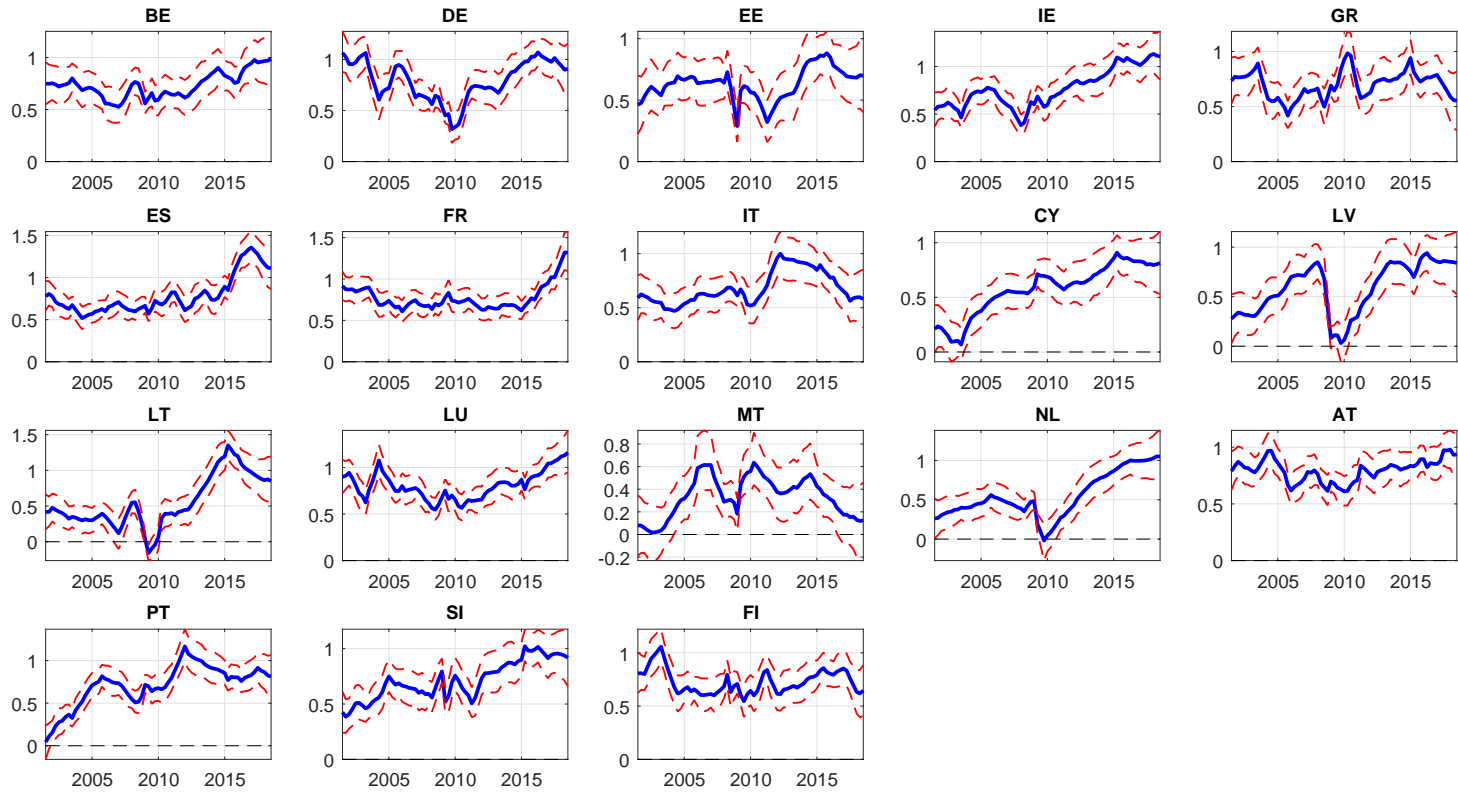 BE DE EE IE GR
1 1 1 1 1
0.5 0.5 0.5 0.5 0.5
0 0 0 0 0
2005 2010 2015 2005 2010 2015 2005 2010 2015 2005 2010 2015 2005 2010 2015
ES FR IT CY LV
1.5 1.5 1 1 1
1 1 0.5 0.5 0.5
0.5 0.5 0 0 0
0 0
2005 2010 2015 2005 2010 2015 2005 2010 2015 2005 2010 2015 2005 2010 2015
LT LU MT NL AT
1.5 1 0.8 1 1
1 0.5 0.6 0.5 0.5
0.5 0 0.4 0 0
0 0.2
0
-0.2
2005 2010 2015 2005 2010 2015 2005 2010 2015 2005 2010 2015 2005 2010 2015
PT SI FI
1 1 1
0.5 0.5 0.5
0 0 0
2005 2010 2015 2005 2010 2015 2005 2010 2015